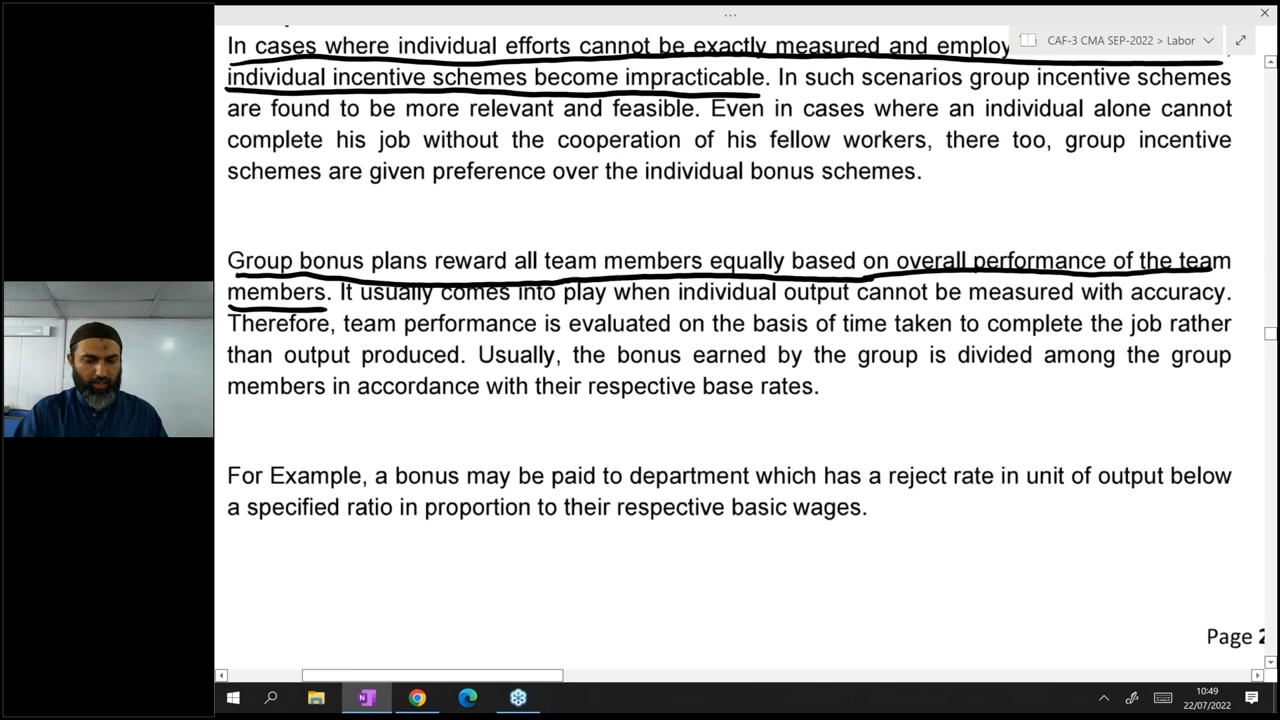 CAF-3 CMA SEP-2022 > Labor
In cases where individual efforts cannot be exactly measured and employ
individual incentive schemes become impracticable. In such scenarios group incentive schemes
are found to be more relevant and feasible. Even in cases where an individual alone cannot
complete his job without the cooperation of his fellow workers, there too, group incentive
schemes are given preference over the individual bonus schemes.
Group bonus plans reward all team members equally based on overall performance of the team
members. It usually comes into play when individual output cannot be measured with accuracy.
Therefore, team performance is evaluated on the basis of time taken to complete the job rather
than output produced. Usually, the bonus earned by the group is divided among the group
members in accordance with their respective base rates.
For Example, a bonus may be paid to department which has a reject rate in unit of output below
a specified ratio in proportion to their respective basic wages.
Page 2
10:49
22/07/2022